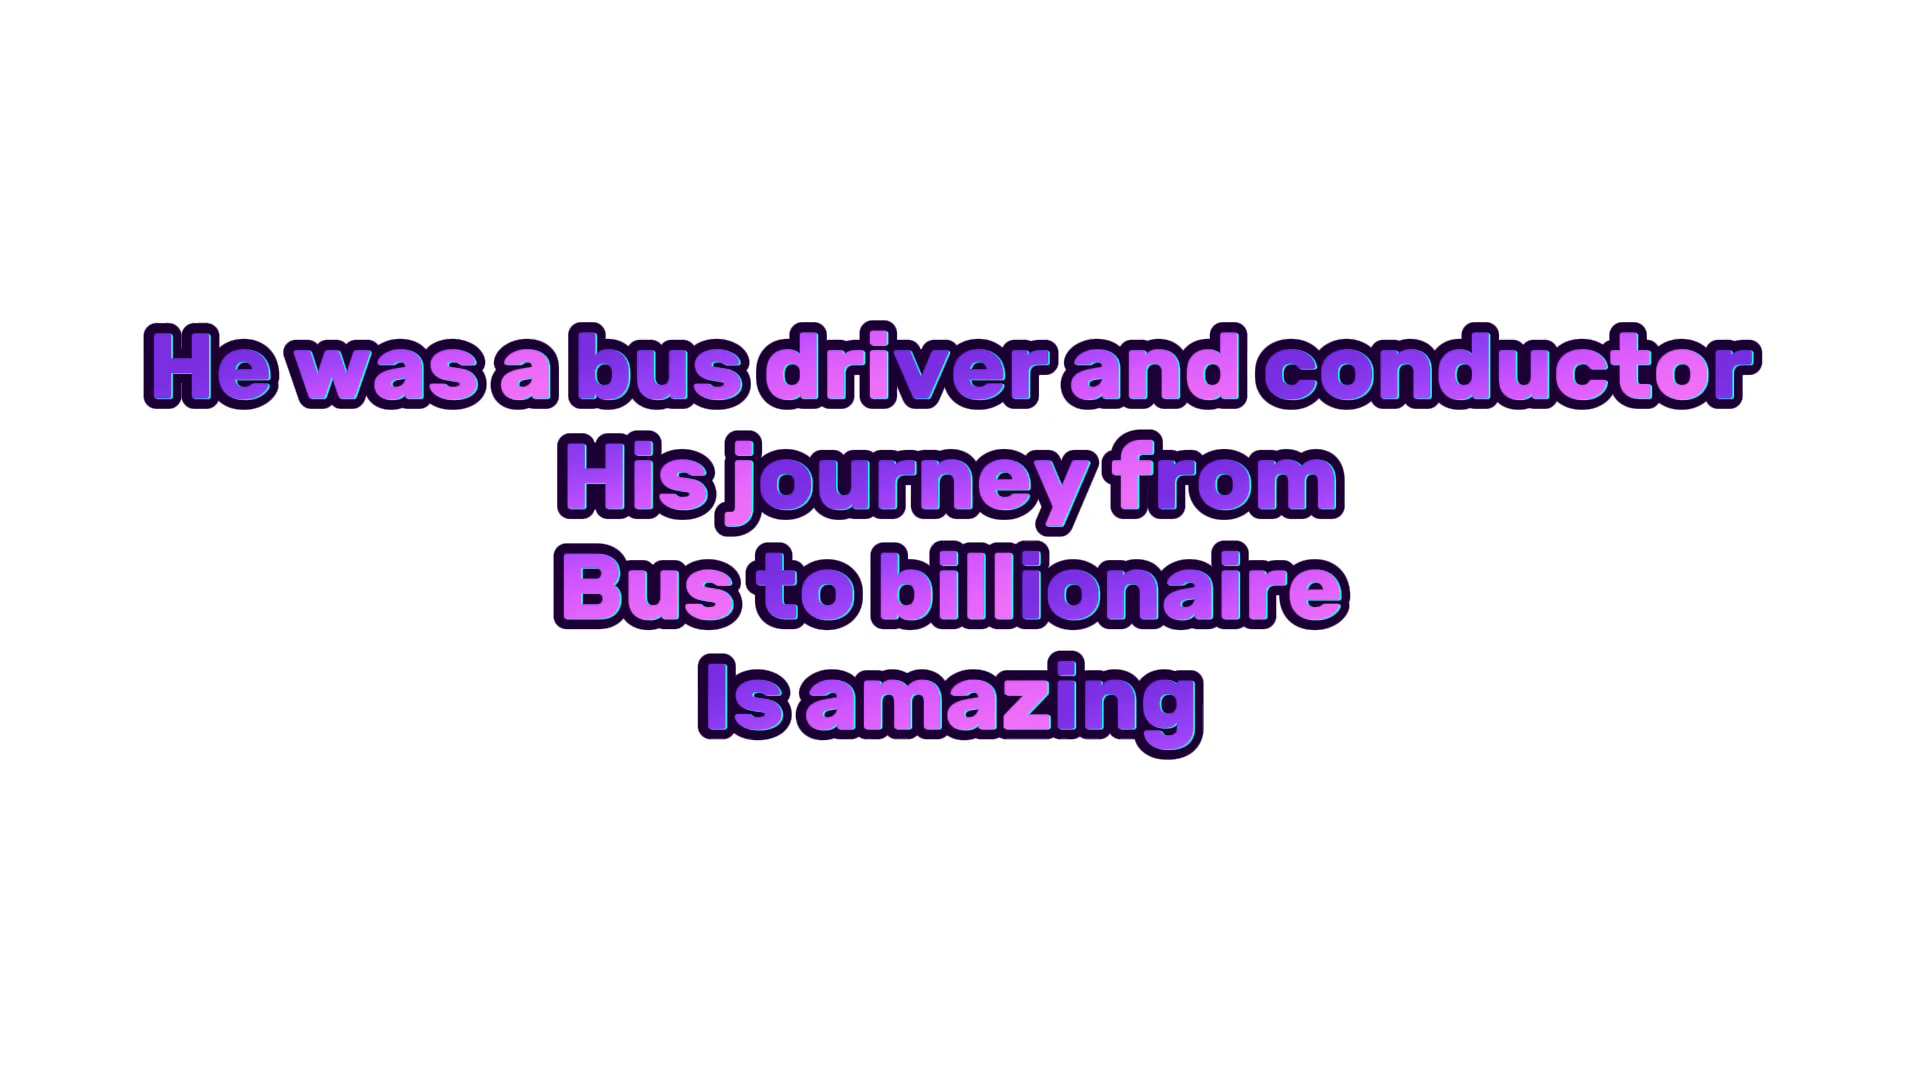 He was a bus driver and conductor
His journey from
Bus to billionaire
Is amazing